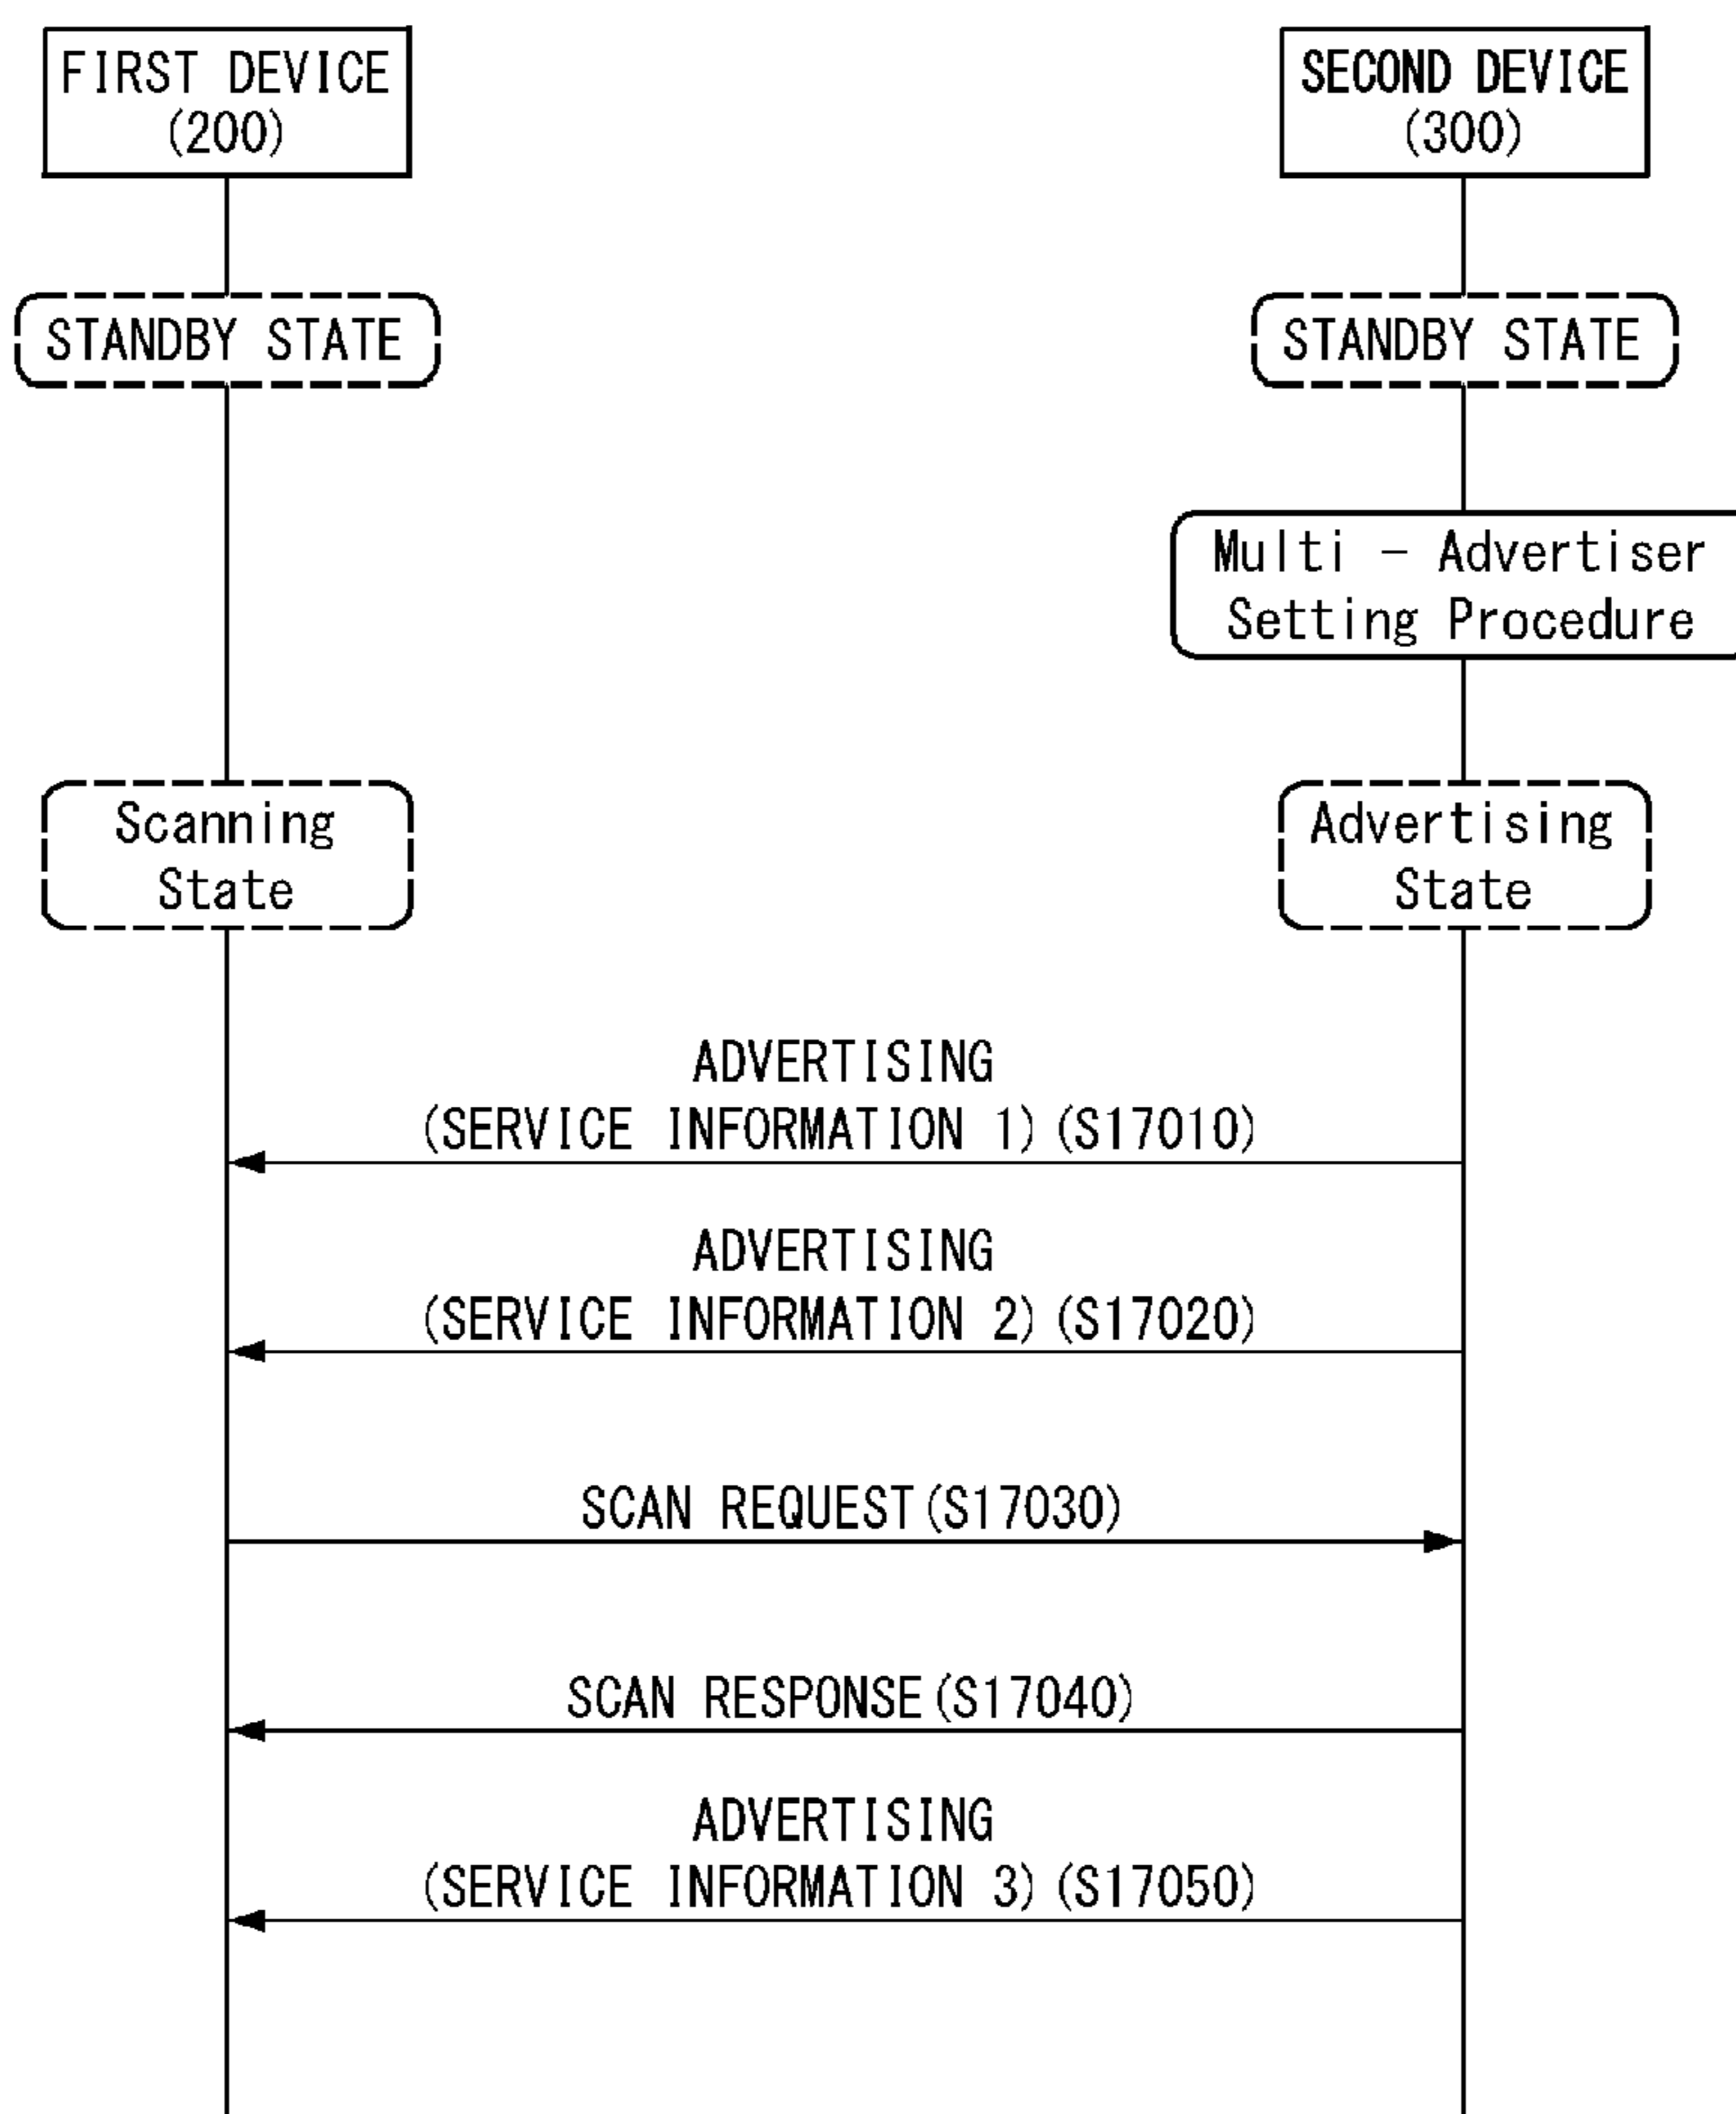 FIRST DEVICE
(200)
SECOND DEVICE
(300)
STANDBY STATE
STANDBY STATE
Multi - Advertiser
Setting Procedure
Scanning
State
Advertising
State
ADVERTISING
(SERVICE INFORMATION 1)(S17010)
ADVERTISING
(SERVICE INFORMATION 2)(S17020)
SCAN REQUEST(S17030)
SCAN RESPONSE(S17040)
ADVERTISING
(SERVICE INFORMATION 3)(S17050)